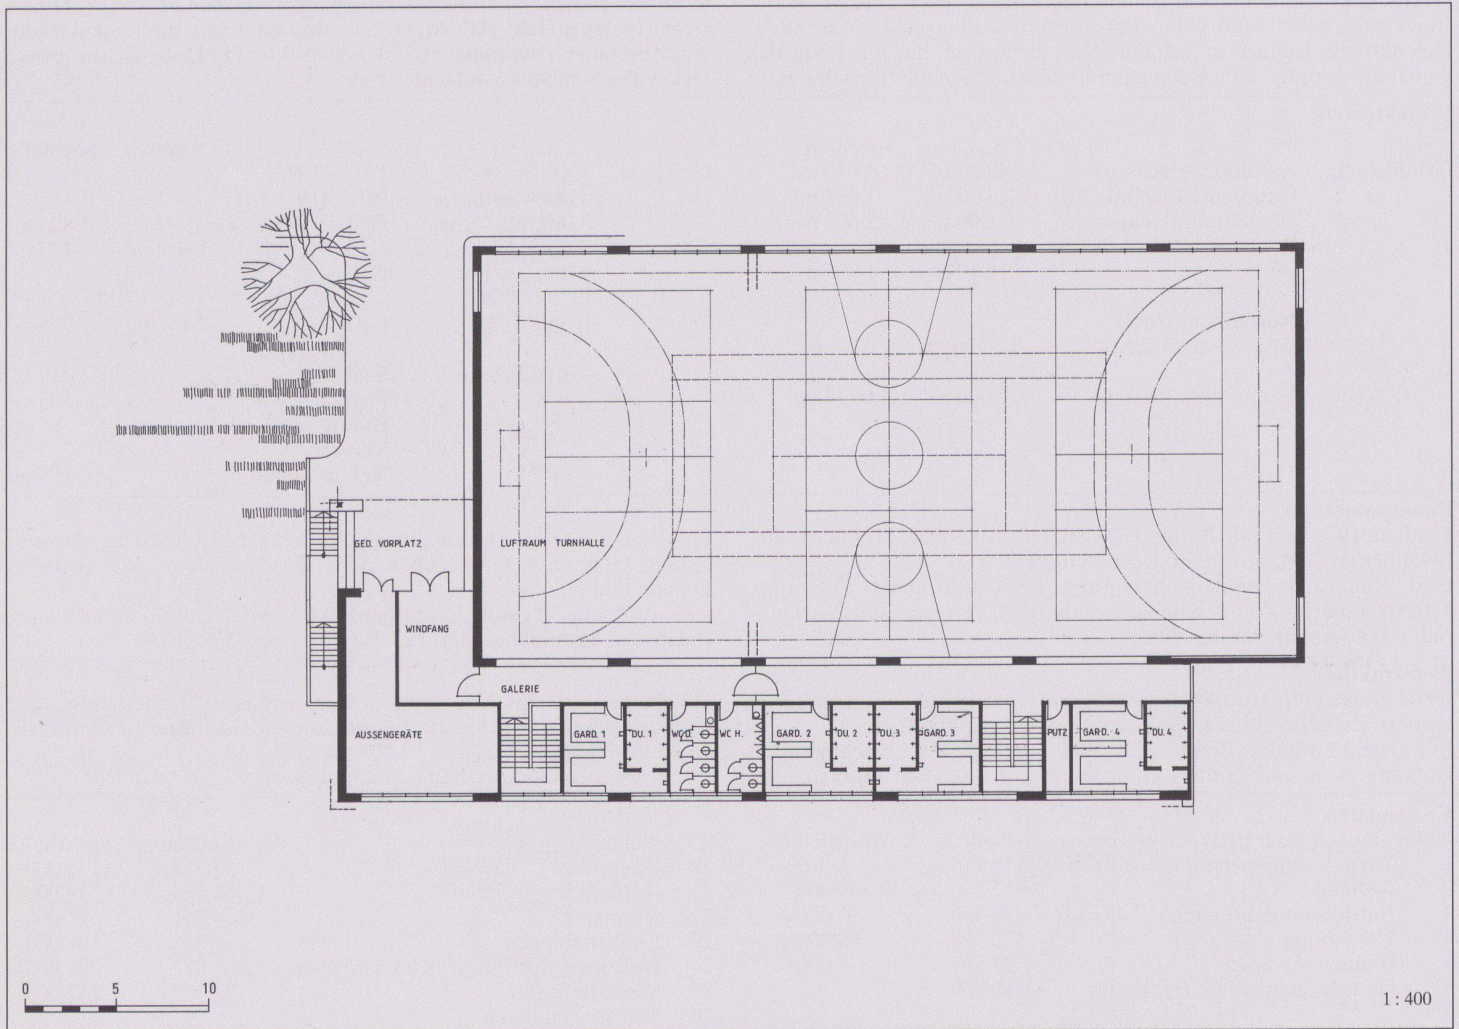 GED. VORPLATZ
LUFTRAUM TURNHALLE
WINDFANG
GALERIE
AUSSENGERÄTE
GARD. 1
DU. 1
WC D.
WC H.
GARD. 2
DU. 2
DU. 3
GARD. 3
PUTZ
GARD. 4
DU. 4
0 5 10
1 : 400